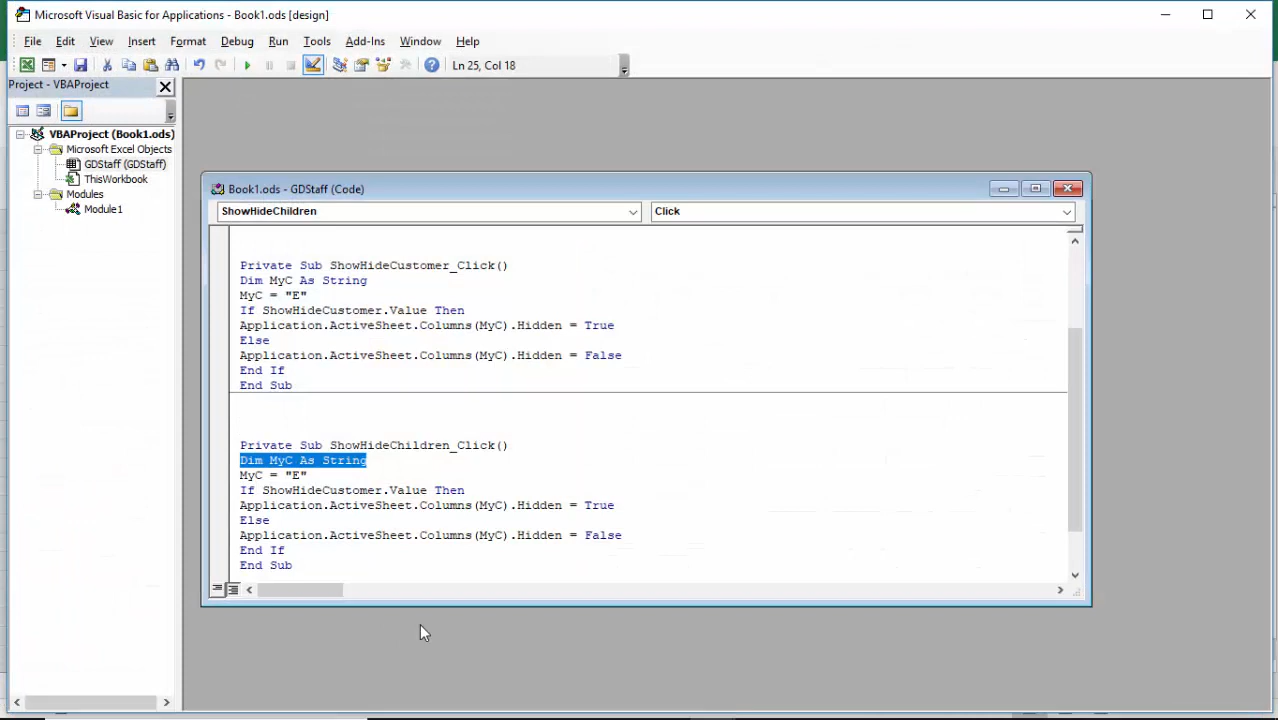 Microsoft Visual Basic for Applications - Book1.ods [design]
File Edit View Insert Format Debug Run Tools Add-Ins Window Help
Ln 25, Col 18
Project - VBAProject
VBAProject (Book1.ods)
Microsoft Excel Objects
GDStaff (GDStaff)
ThisWorkbook
Modules
Module1
Book1.ods - GDStaff (Code)
ShowHideChildren Click
Private Sub ShowHideCustomer_Click()
Dim MyC As String
MyC = "E"
If ShowHideCustomer.Value Then
Application.ActiveSheet.Columns(MyC).Hidden = True
Else
Application.ActiveSheet.Columns(MyC).Hidden = False
End If
End Sub
Private Sub ShowHideChildren_Click()
Dim MyC As String
MyC = "E"
If ShowHideCustomer.Value Then
Application.ActiveSheet.Columns(MyC).Hidden = True
Else
Application.ActiveSheet.Columns(MyC).Hidden = False
End If
End Sub